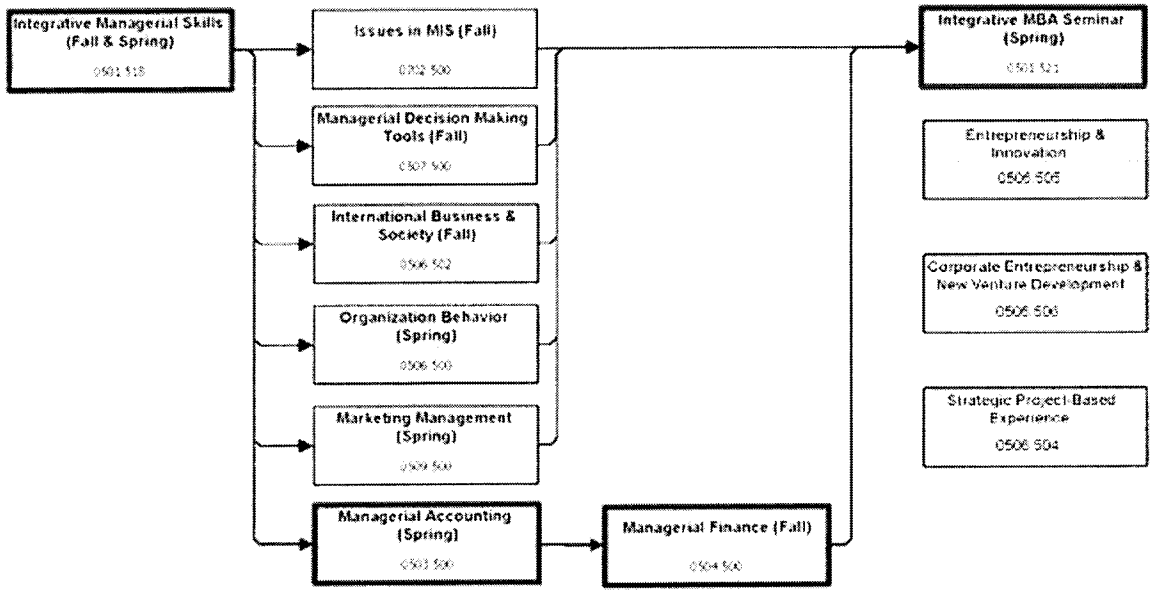 Integrative Managerial Skills
(Fall & Spring)
0501.518
Issues in MIS (Fall)
0702.500
Managerial Decision Making
Tools (Fall)
0507.500
International Business &
Society (Fall)
0506.502
Organization Behavior
(Spring)
0506.500
Marketing Management
(Spring)
0509.500
Managerial Accounting
(Spring)
0503.500
Managerial Finance (Fall)
0504.500
Integrative MBA Seminar
(Spring)
0501.521
Entrepreneurship &
Innovation
0506.505
Corporate Entrepreneurship &
New Venture Development
0506.506
Strategic Project-Based
Experience
0506.504